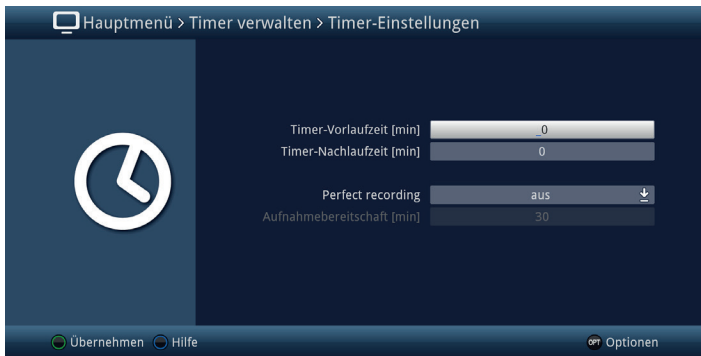 Hauptmenü > Timer verwalten > Timer-Einstellungen
Timer-Vorlaufzeit [min] _0
Timer-Nachlaufzeit [min] 0
Perfect recording aus
Aufnahmebereitschaft [min] 30
Übernehmen Hilfe OPT Optionen